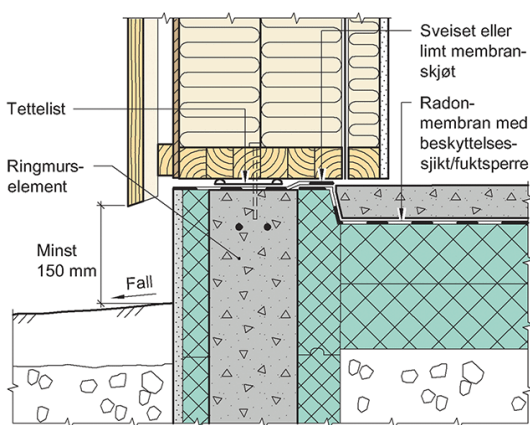 Sveiset eller
limt membran-
skjøt
Tettelist
Radon-
membran med
beskyttelses-
sjikt/fuktsperre
Ringmurs-
element
Minst
150 mm
Fall